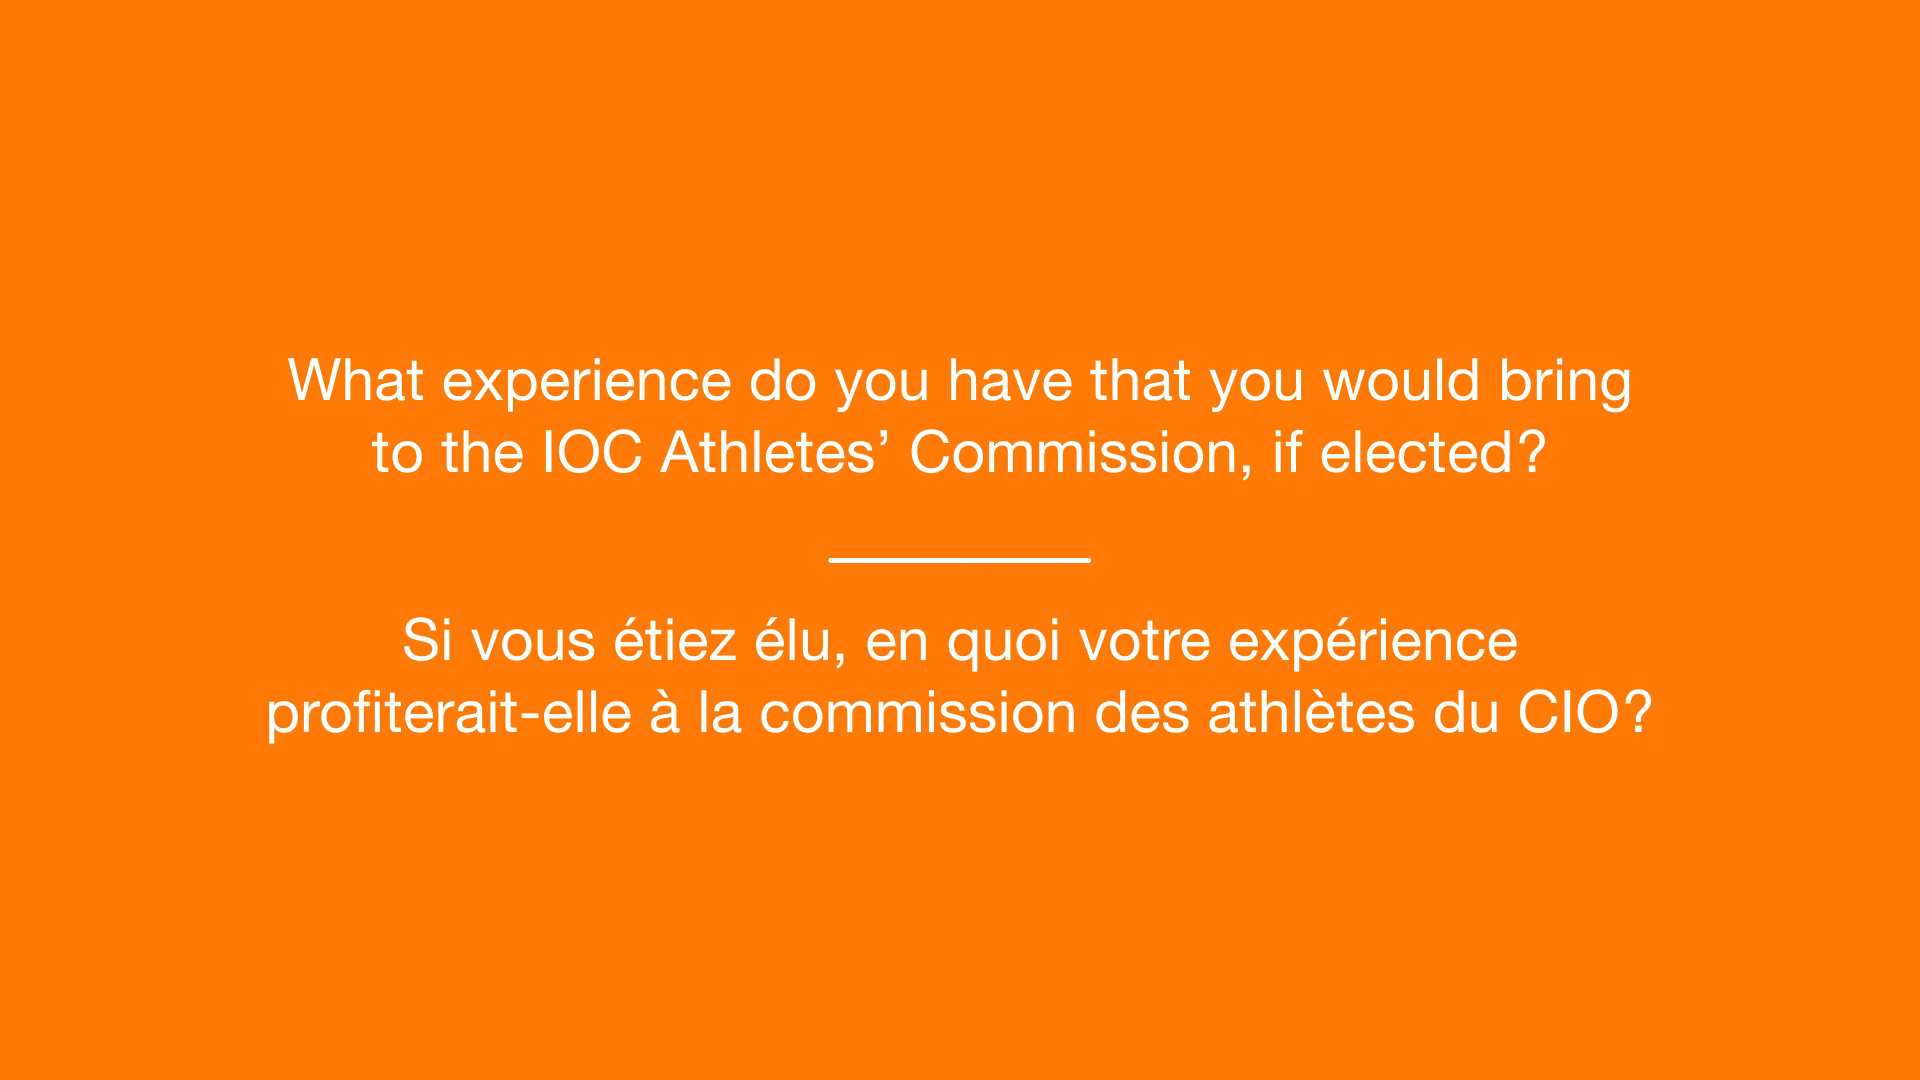 What experience do you have that you would bring
to the IOC Athletes’ Commission, if elected?
Si vous étiez élu, en quoi votre expérience
profiterait-elle à la commission des athlètes du CIO?